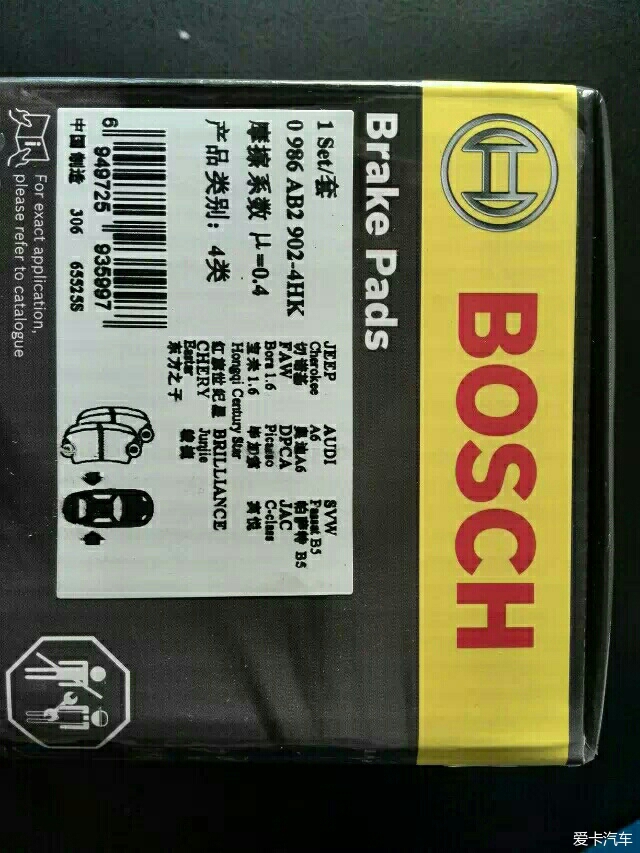 BOSCH
Brake Pads
1 Set/套
0 986 AB2 902-4HK
摩擦系数 μ=0.4
产品类别：4类
6 949725 935997
中国制造 306 65525S
JEEP AUDI SVW
Cherokee A6 Passat B5
切诺基 奥迪A6 帕萨特 B5
FAW DPCA JAC
Bora 1.6 Picasso C-class
宝来 1.6 毕加索 宾悦
Hongqi Century Star
红旗世纪星 BRILLIANCE
CHERY Junjie
Easter 骏捷
东方之子
For exact application,
please refer to catalogue
爱卡汽车